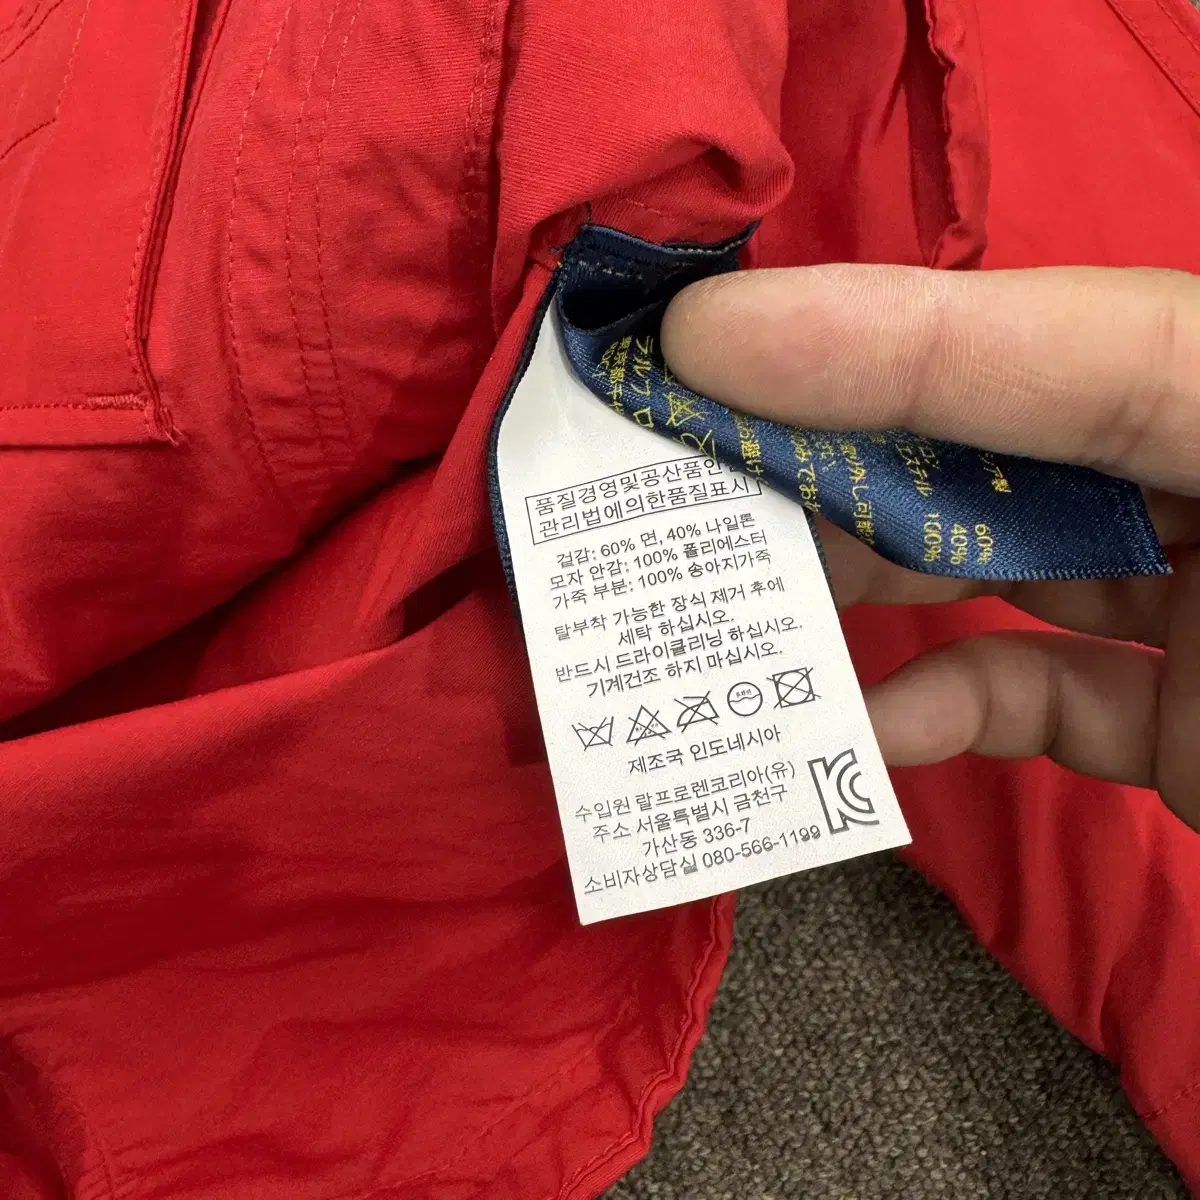 품질경영및공산품안전
관리법에의한품질표시
겉감: 60% 면, 40% 나일론
모자 안감: 100% 폴리에스터
가죽 부분: 100% 송아지가죽
탈부착 가능한 장식 제거 후에
세탁 하십시오.
반드시 드라이클리닝 하십시오.
기계건조 하지 마십시오.
제조국 인도네시아
수입원 랄프로렌코리아(유)
주소 서울특별시 금천구
가산동 336-7
소비자상담실 080-566-1199
ラルフ ロ
60%
40%
100%